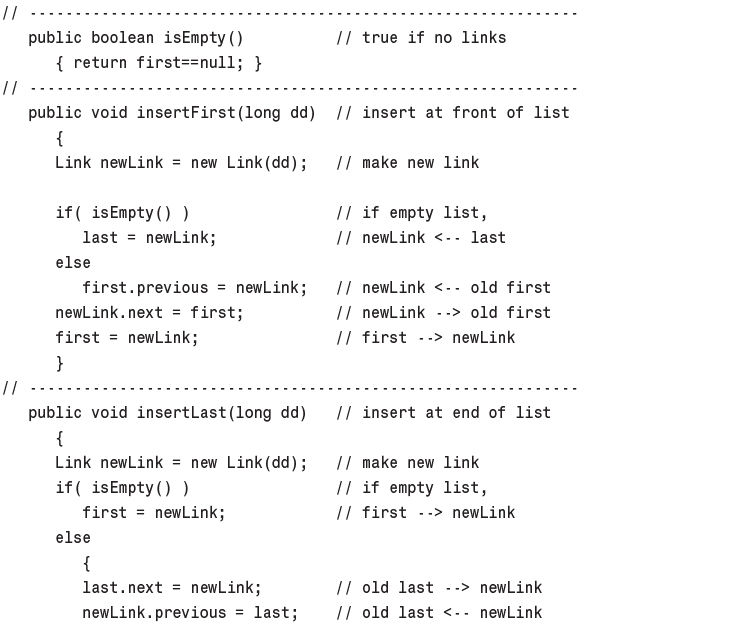 // -------------------------------------------------------------
   public boolean isEmpty()          // true if no links
      { return first==null; }
// -------------------------------------------------------------
   public void insertFirst(long dd)  // insert at front of list
      {
      Link newLink = new Link(dd);   // make new link

      if( isEmpty() )                // if empty list,
         last = newLink;             // newLink <-- last
      else
         first.previous = newLink;   // newLink <-- old first
      newLink.next = first;          // newLink --> old first
      first = newLink;               // first --> newLink
      }
// -------------------------------------------------------------
   public void insertLast(long dd)   // insert at end of list
      {
      Link newLink = new Link(dd);   // make new link
      if( isEmpty() )                // if empty list,
         first = newLink;            // first --> newLink
      else
         {
         last.next = newLink;        // old last --> newLink
         newLink.previous = last;    // old last <-- newLink